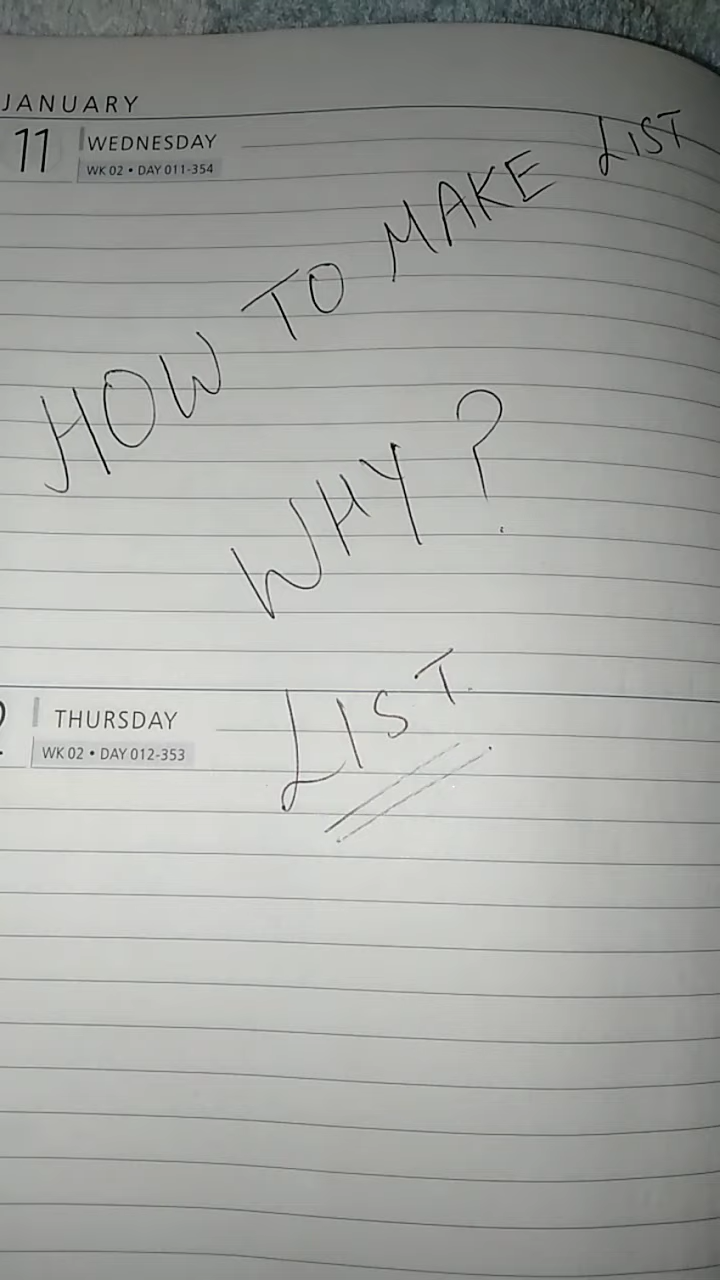 JANUARY
11 WEDNESDAY
WK 02 • DAY 011-354
HOW TO MAKE LIST
WHY?
LIST
THURSDAY
WK 02 • DAY 012-353